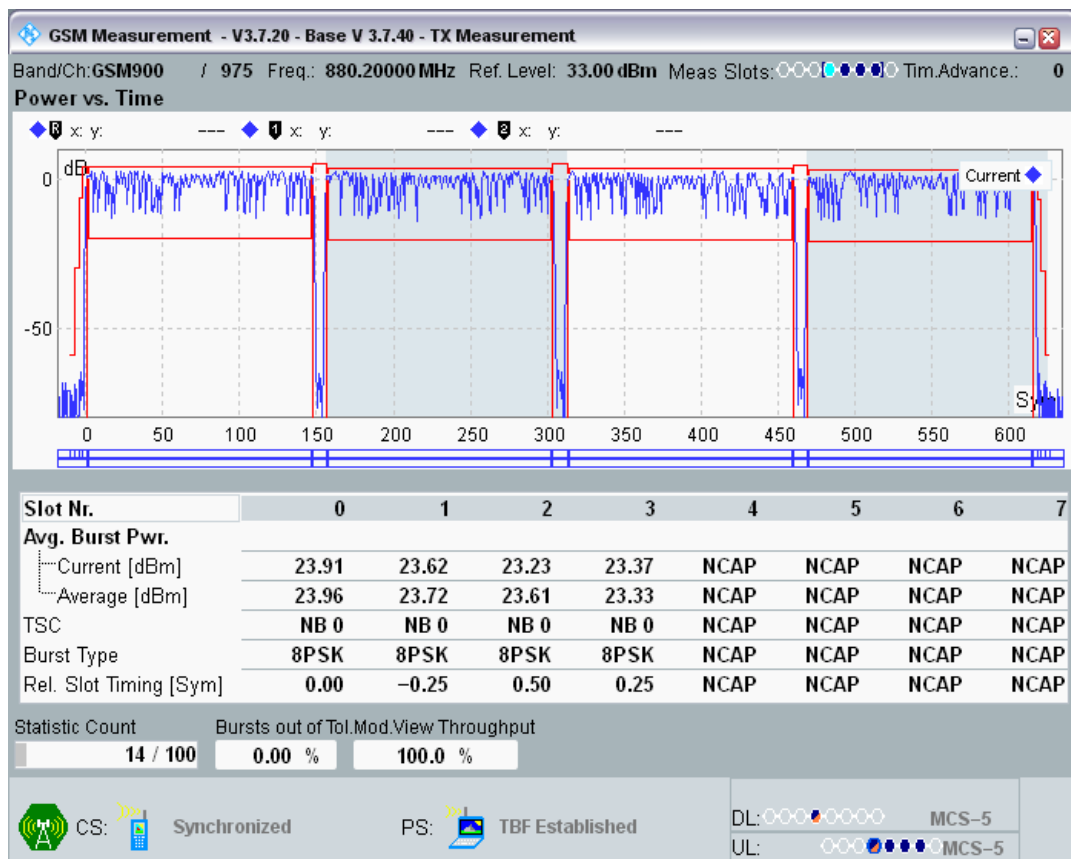 GSM Measurement - V3.7.20 - Base V 3.7.40 - TX Measurement
Band/Ch:GSM900 / 975 Freq.: 880.20000 MHz Ref. Level: 33.00 dBm Meas Slots: Tim.Advance.: 0
Power vs. Time
R x: y: --- 1 x: y: --- 2 x: y: ---
dB
Current
0
-50
Sym
0 50 100 150 200 250 300 350 400 450 500 550 600
Slot Nr. 0 1 2 3 4 5 6 7
Avg. Burst Pwr.
Current [dBm] 23.91 23.62 23.23 23.37 NCAP NCAP NCAP NCAP
Average [dBm] 23.96 23.72 23.61 23.33 NCAP NCAP NCAP NCAP
TSC NB 0 NB 0 NB 0 NB 0 NCAP NCAP NCAP NCAP
Burst Type 8PSK 8PSK 8PSK 8PSK NCAP NCAP NCAP NCAP
Rel. Slot Timing [Sym] 0.00 −0.25 0.50 0.25 NCAP NCAP NCAP NCAP
Statistic Count Bursts out of Tol. Mod.View Throughput
14 / 100 0.00 % 100.0 %
CS: Synchronized PS: TBF Established
DL: MCS−5
UL: MCS−5